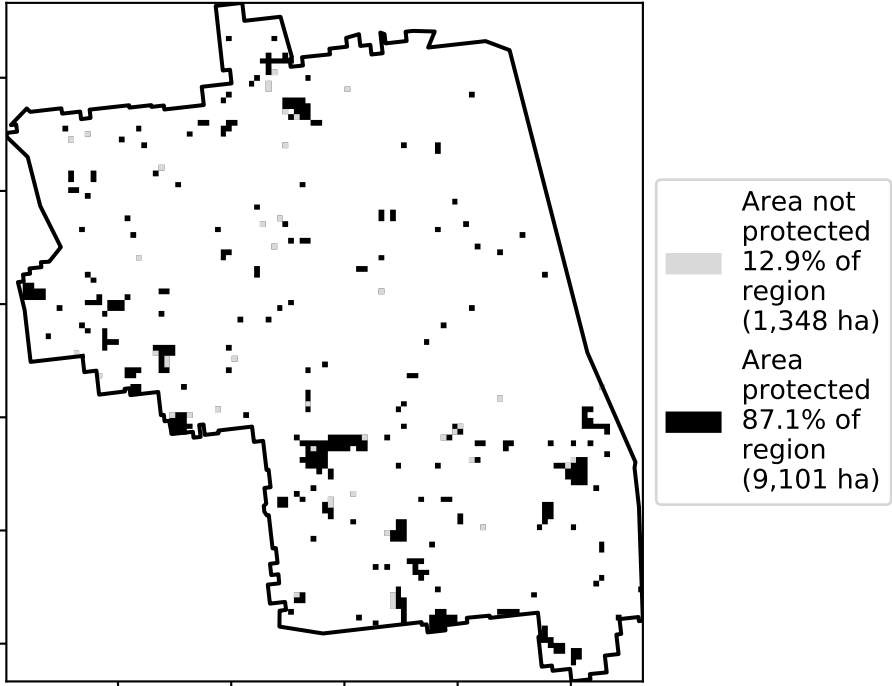 Area not
protected
12.9% of
region
(1,348 ha)
Area
protected
87.1% of
region
(9,101 ha)